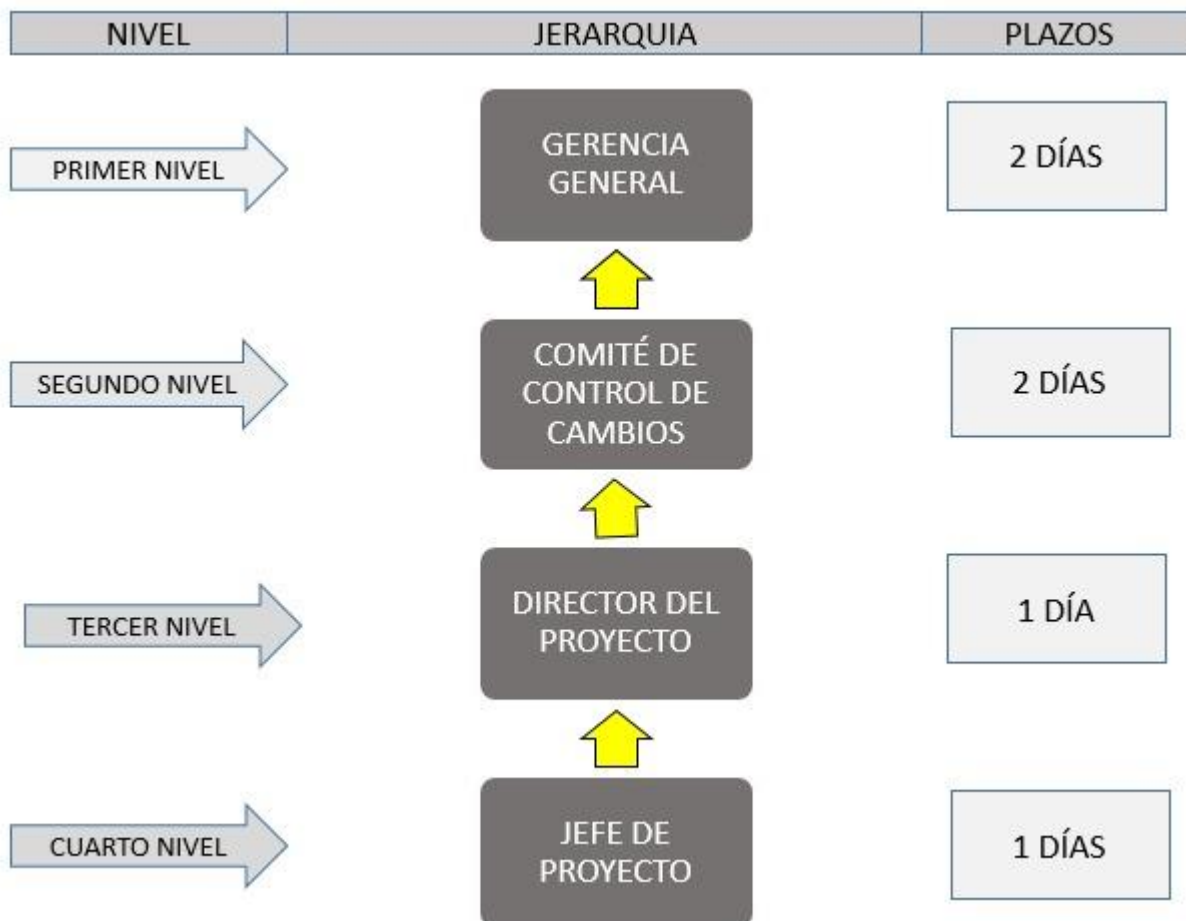 NIVEL JERARQUIA PLAZOS
PRIMER NIVEL
GERENCIA
GENERAL
2 DÍAS
SEGUNDO NIVEL
COMITÉ DE
CONTROL DE
CAMBIOS
2 DÍAS
TERCER NIVEL
DIRECTOR DEL
PROYECTO
1 DÍA
CUARTO NIVEL
JEFE DE
PROYECTO
1 DÍAS